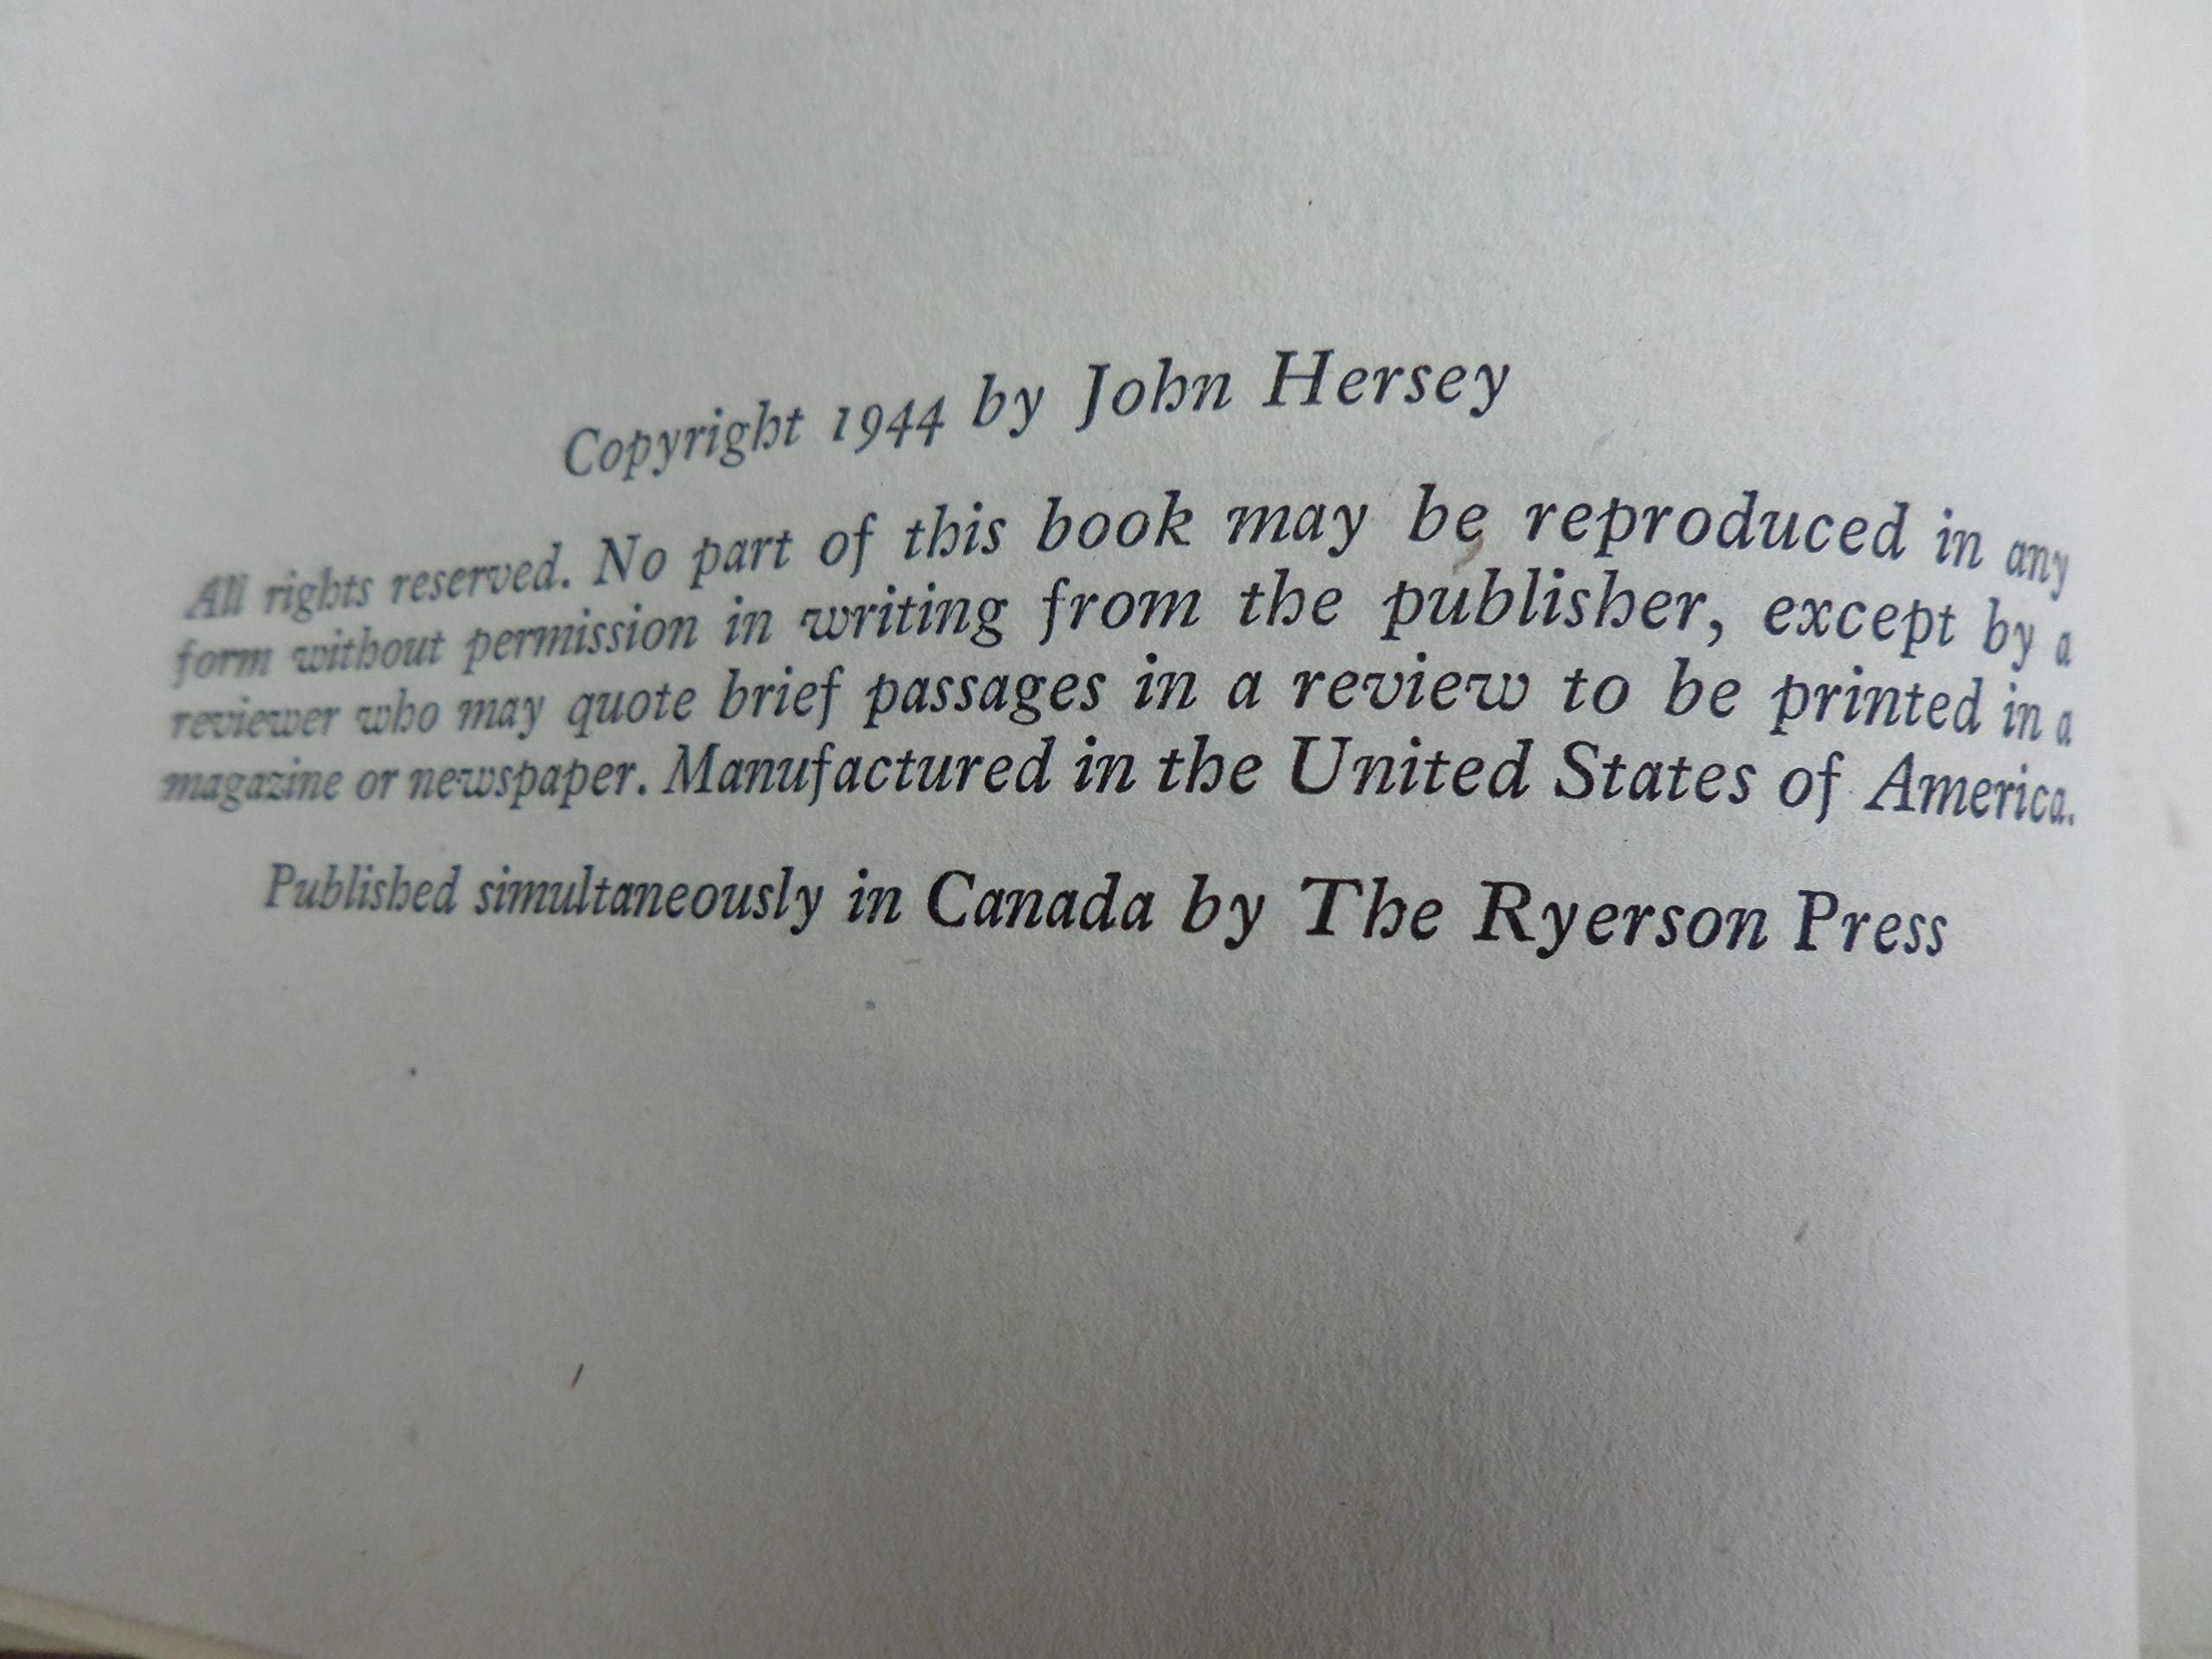 Copyright 1944 by John Hersey
All rights reserved. No part of this book may be reproduced in any
form without permission in writing from the publisher, except by a
reviewer who may quote brief passages in a review to be printed in a
magazine or newspaper. Manufactured in the United States of America.
Published simultaneously in Canada by The Ryerson Press